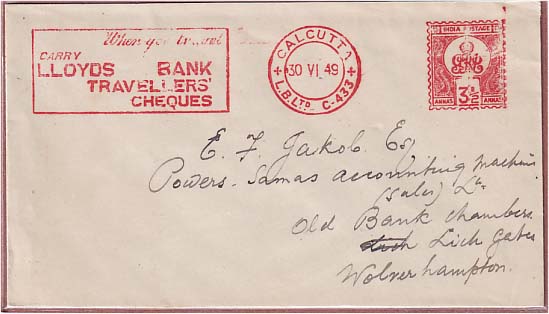 When you travel
CARRY
LLOYDS BANK
TRAVELLERS'
CHEQUES
CALCUTTA
30 VI 49
L.B.LTD. C-433
INDIA POSTAGE
3½
ANNAS ANNAS
E. F. Jakob. Esq
Powers-Samas accounting machine
(Sales) Ltd.
Old Bank Chambers
Lich Gates
Wolverhampton.